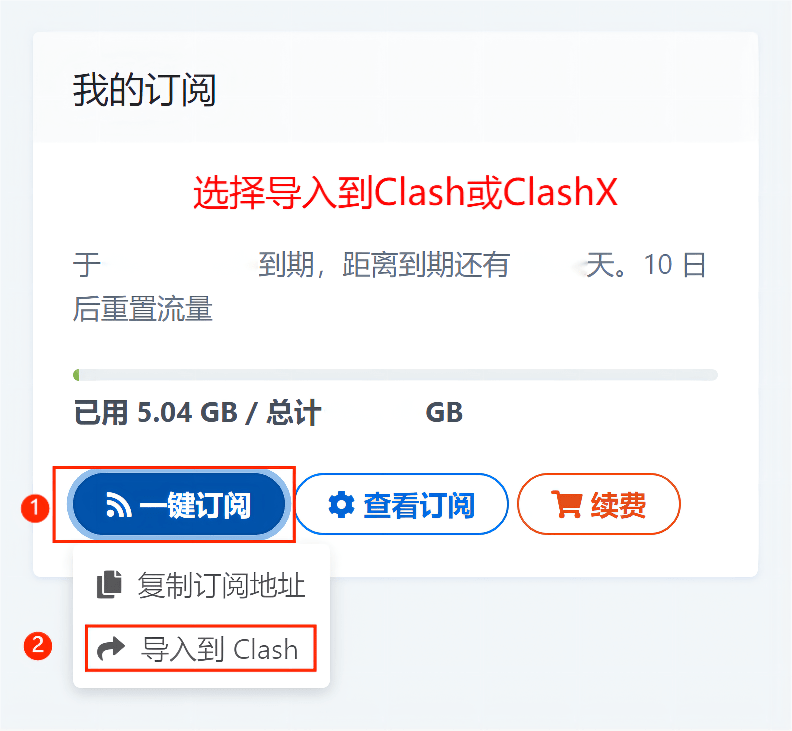 我的订阅
选择导入到Clash或ClashX
于 到期，距离到期还有 天。10 日
后重置流量
已用 5.04 GB / 总计 GB
1 一键订阅 查看订阅 续费
复制订阅地址
2 导入到 Clash